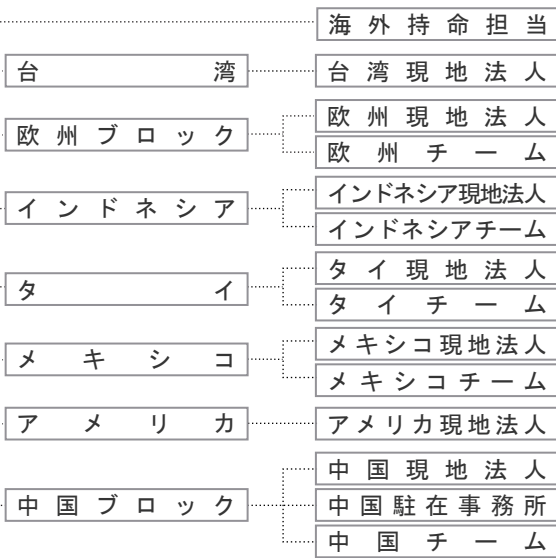 海外持命担当
台湾
台湾現地法人
欧州ブロック
欧州現地法人
欧州チーム
インドネシア
インドネシア現地法人
インドネシアチーム
タイ
タイ現地法人
タイチーム
メキシコ
メキシコ現地法人
メキシコチーム
アメリカ
アメリカ現地法人
中国ブロック
中国現地法人
中国駐在事務所
中国チーム